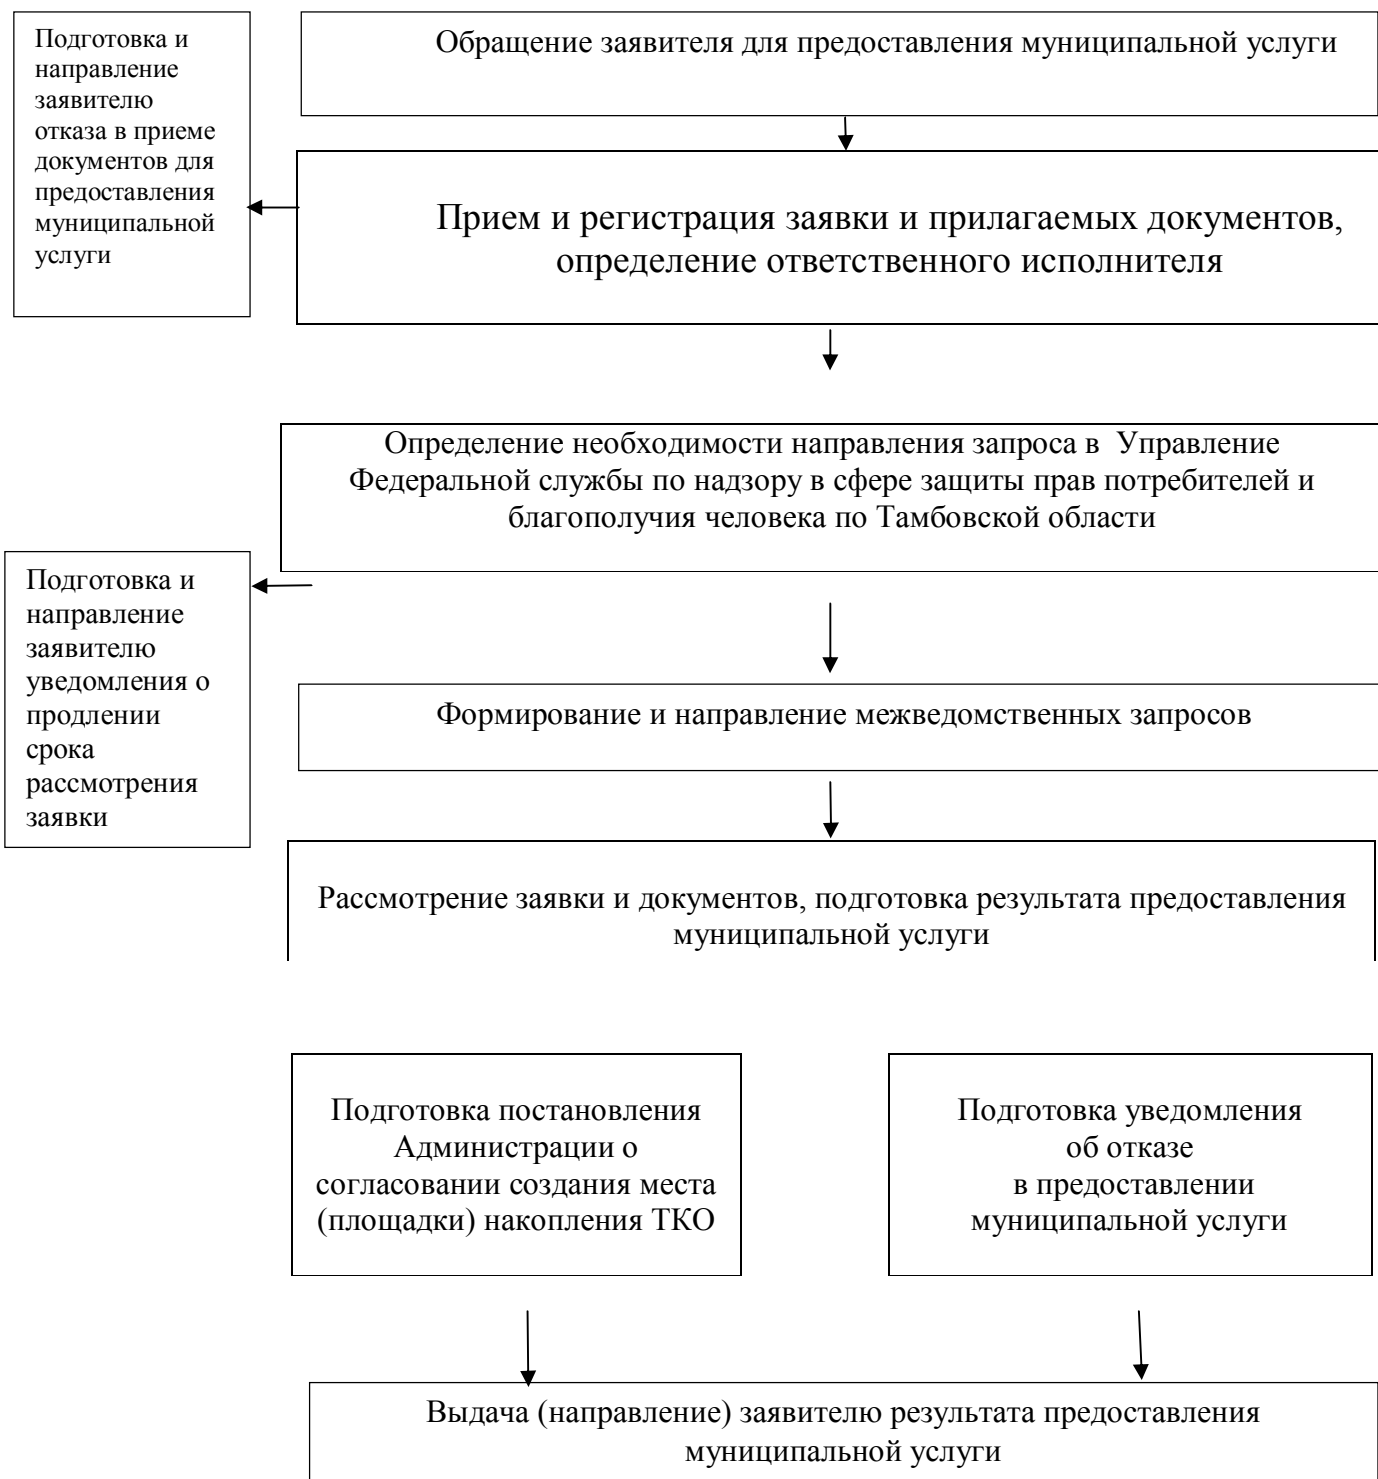 Подготовка и
направление
заявителю
отказа в приеме
документов для
предоставления
муниципальной
услуги
Обращение заявителя для предоставления муниципальной услуги
Прием и регистрация заявки и прилагаемых документов,
определение ответственного исполнителя
Определение необходимости направления запроса в Управление
Федеральной службы по надзору в сфере защиты прав потребителей и
благополучия человека по Тамбовской области
Подготовка и
направление
заявителю
уведомления о
продлении
срока
рассмотрения
заявки
Формирование и направление межведомственных запросов
Рассмотрение заявки и документов, подготовка результата предоставления
муниципальной услуги
Подготовка постановления
Администрации о
согласовании создания места
(площадки) накопления ТКО
Подготовка уведомления
об отказе
в предоставлении
муниципальной услуги
Выдача (направление) заявителю результата предоставления
муниципальной услуги